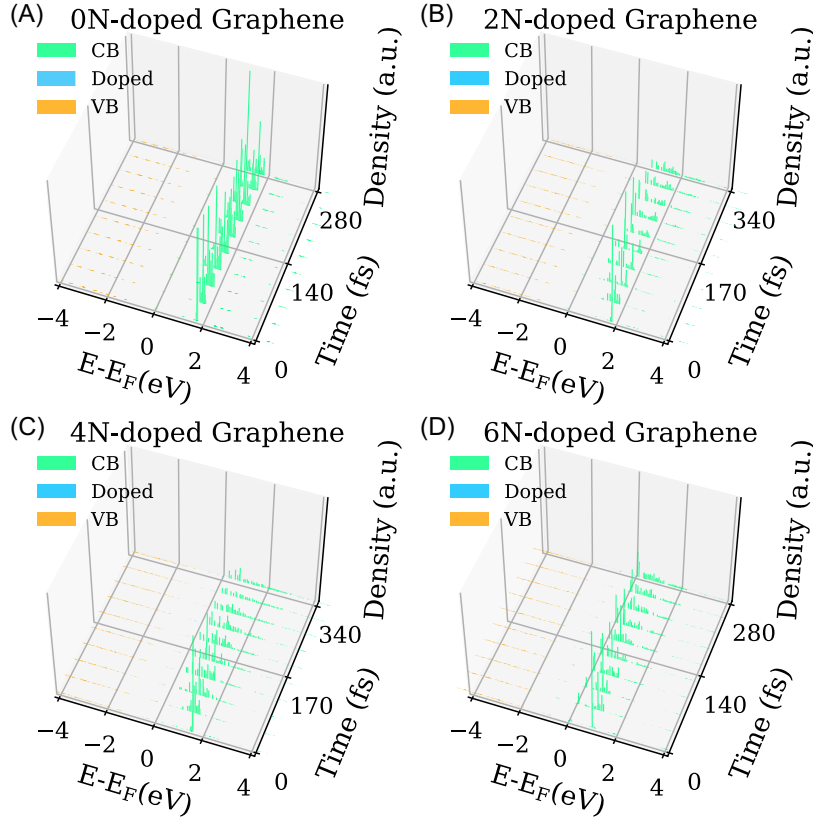 (A)
0N-doped Graphene
CB
Doped
VB
Density (a.u.)
280
140
0
Time (fs)
−4
−2
0
2
4
E-E_F(eV)
(B)
2N-doped Graphene
CB
Doped
VB
Density (a.u.)
340
170
0
Time (fs)
−4
−2
0
2
4
E-E_F(eV)
(C)
4N-doped Graphene
CB
Doped
VB
Density (a.u.)
340
170
0
Time (fs)
−4
−2
0
2
4
E-E_F(eV)
(D)
6N-doped Graphene
CB
Doped
VB
Density (a.u.)
280
140
0
Time (fs)
−4
−2
0
2
4
E-E_F(eV)